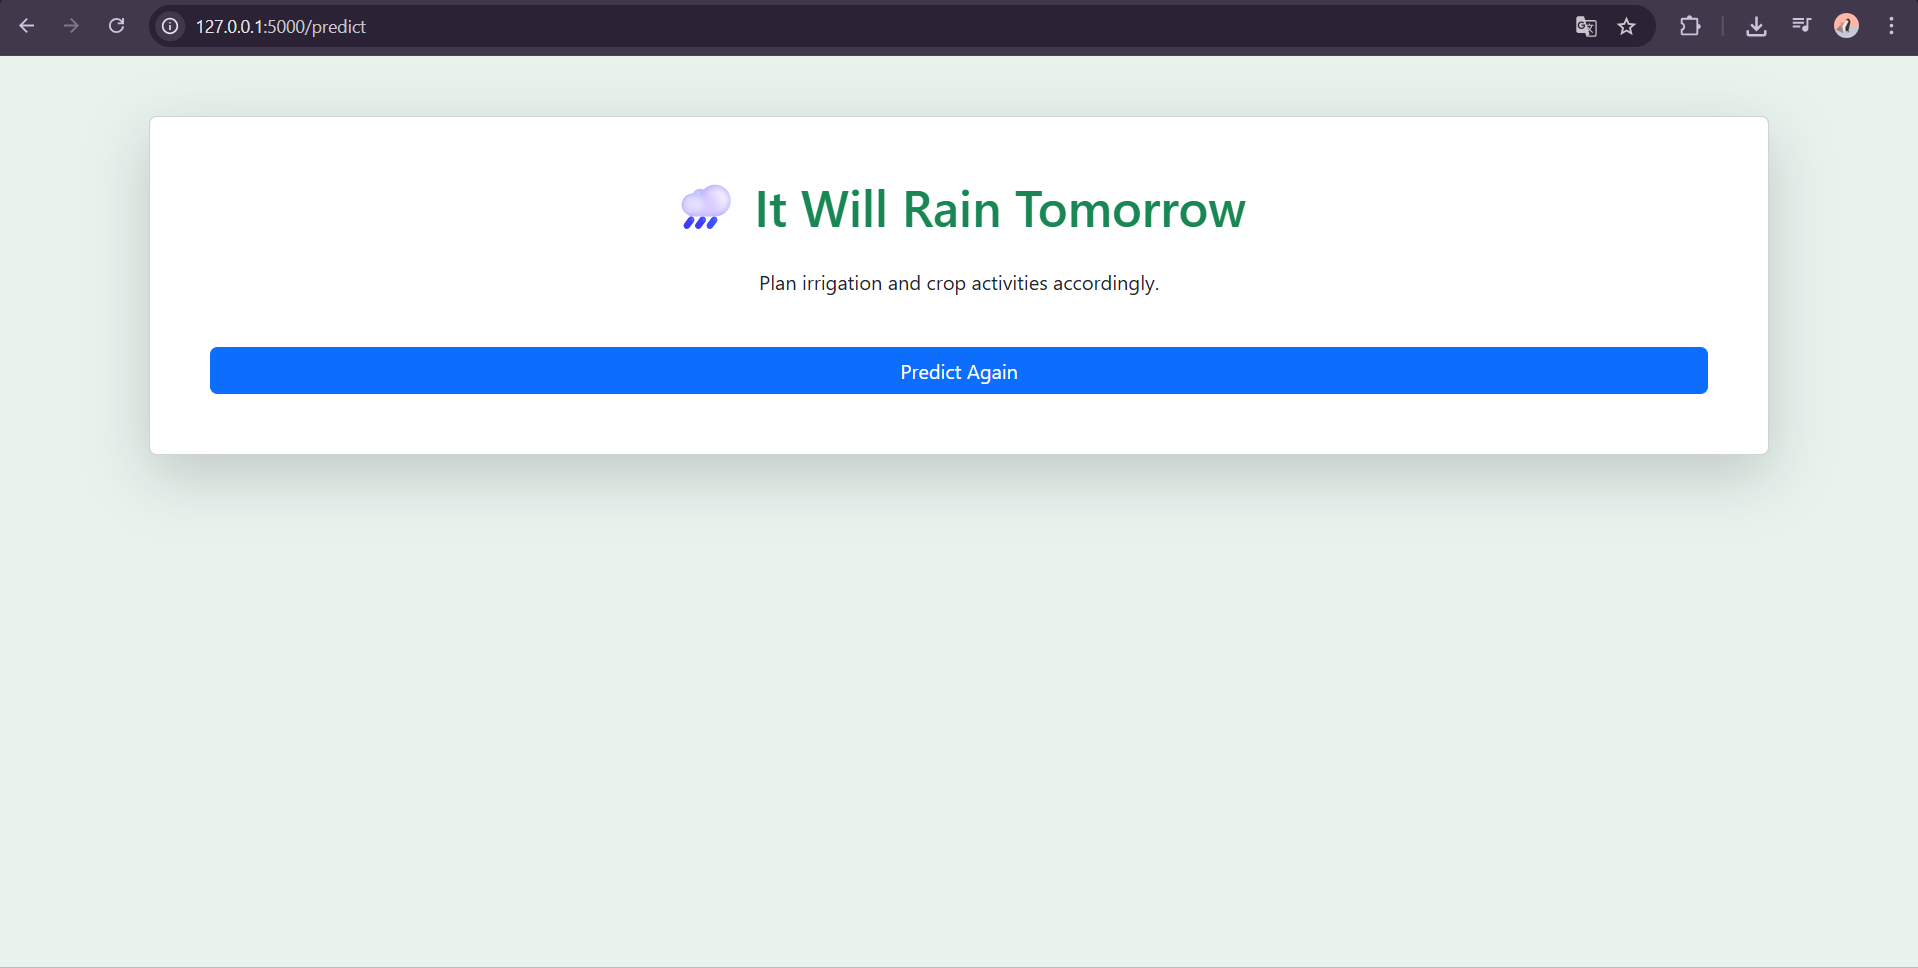 127.0.0.1:5000/predict
It Will Rain Tomorrow
Plan irrigation and crop activities accordingly.
Predict Again